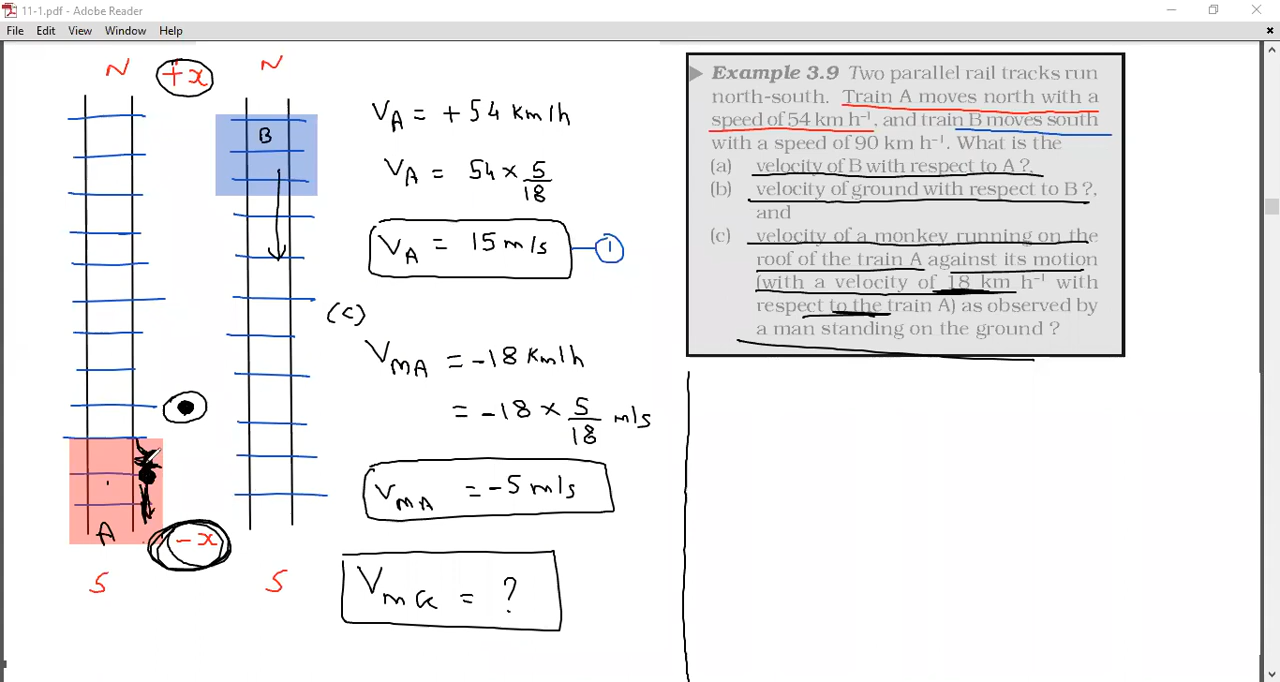 11-1.pdf - Adobe Reader
File Edit View Window Help
N +x N
B
A
-x
S S
VA = +54 Km/h
VA = 54 × 5/18
VA = 15 m/s 1
(C)
VMA = -18 Km/h
= -18 × 5/18 m/s
VMA = -5 m/s
VmG = ?
Example 3.9 Two parallel rail tracks run
north-south. Train A moves north with a
speed of 54 km h⁻¹, and train B moves south
with a speed of 90 km h⁻¹. What is the
(a) velocity of B with respect to A ?,
(b) velocity of ground with respect to B ?,
and
(c) velocity of a monkey running on the
roof of the train A against its motion
(with a velocity of 18 km h⁻¹ with
respect to the train A) as observed by
a man standing on the ground ?